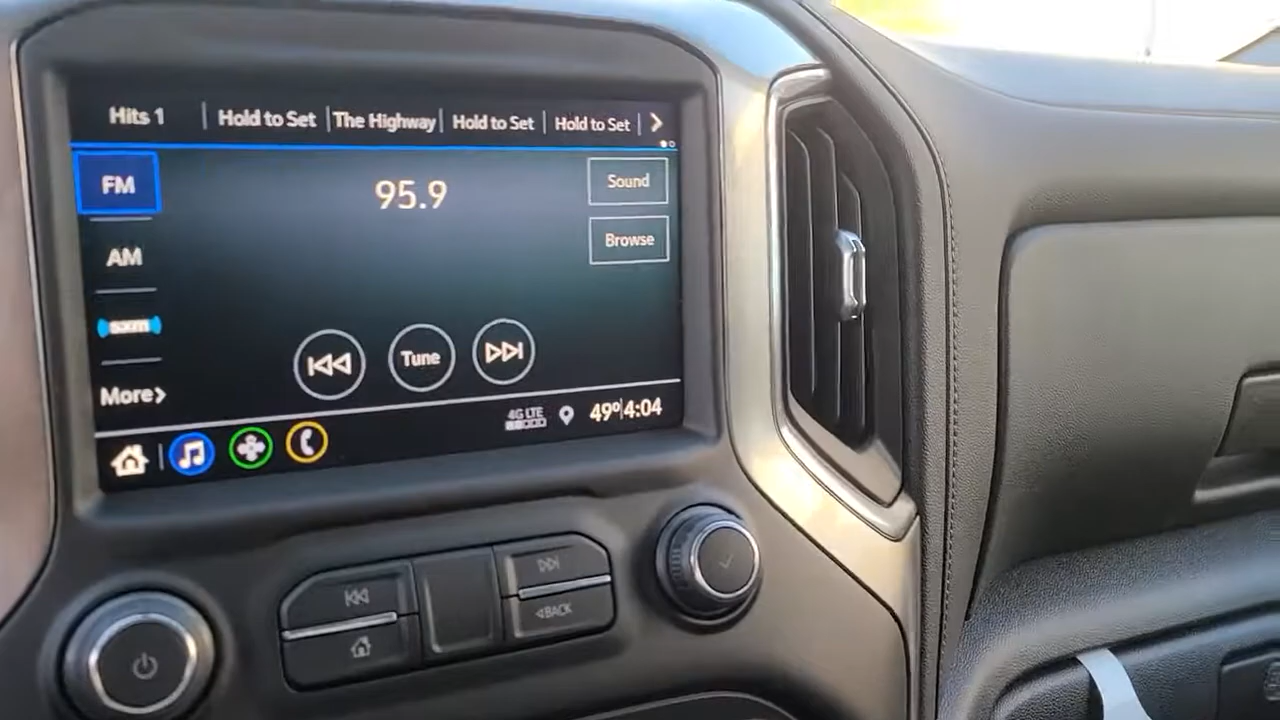 Hits 1 Hold to Set The Highway Hold to Set Hold to Set
FM
95.9
Sound
Browse
AM
sxm
Tune
More
4G LTE
49° 4:04
BACK